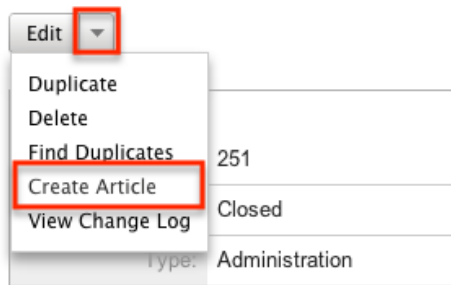 Edit
Duplicate
Delete
Find Duplicates
251
Create Article
Closed
View Change Log
Type: Administration